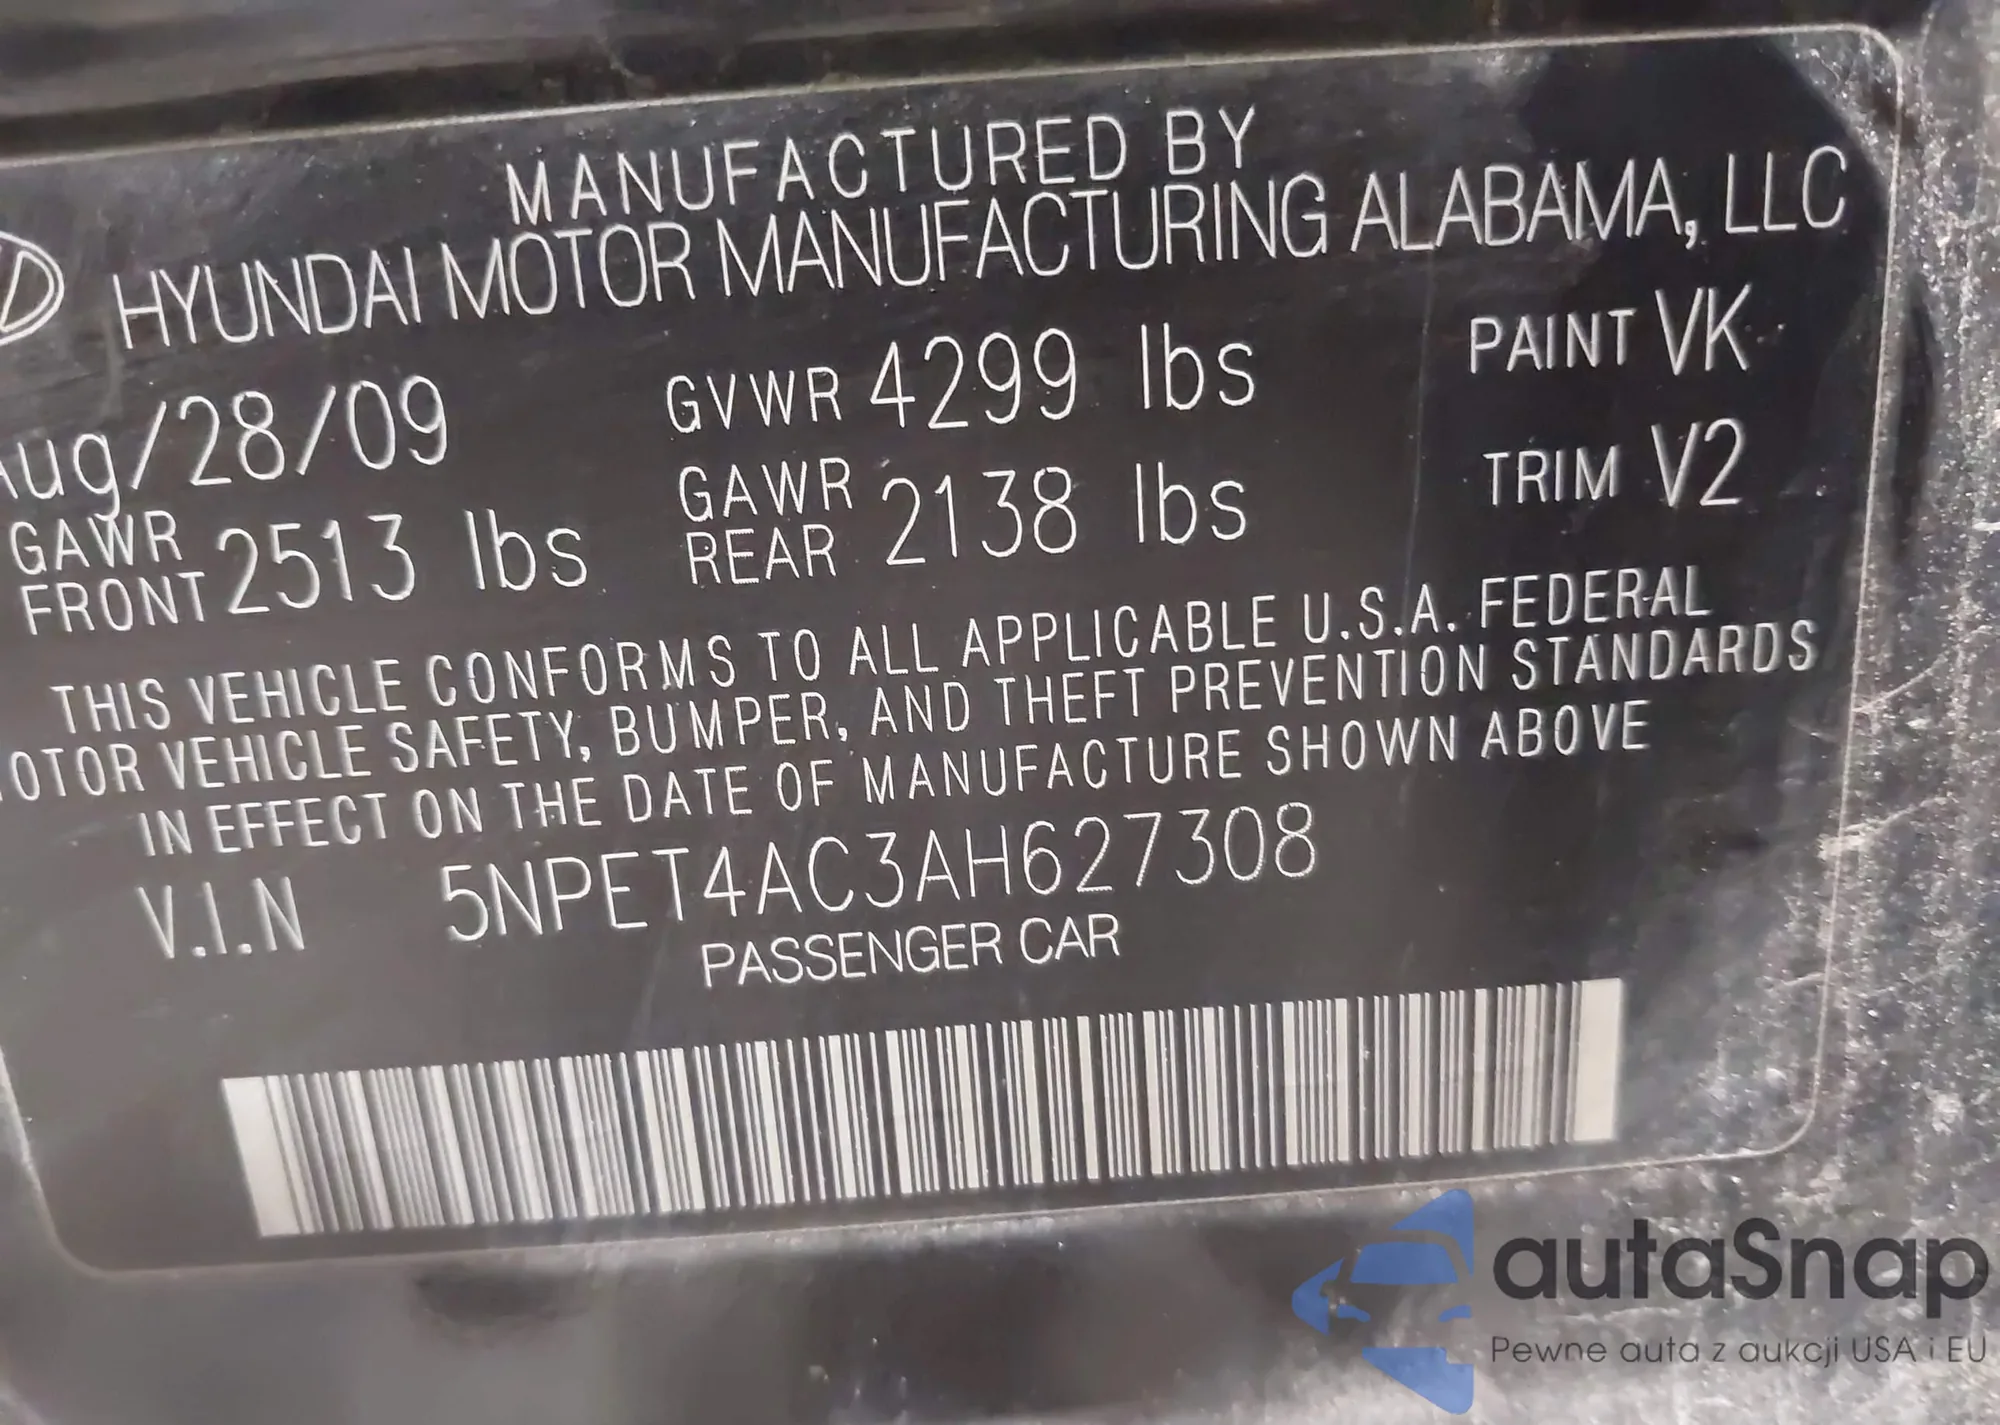 MANUFACTURED BY
HYUNDAI MOTOR MANUFACTURING ALABAMA, LLC
Aug/28/09 GVWR 4299 lbs PAINT VK
GAWR FRONT 2513 lbs GAWR REAR 2138 lbs TRIM V2
THIS VEHICLE CONFORMS TO ALL APPLICABLE U.S.A. FEDERAL
OTOR VEHICLE SAFETY, BUMPER, AND THEFT PREVENTION STANDARDS
IN EFFECT ON THE DATE OF MANUFACTURE SHOWN ABOVE
V.I.N 5NPET4AC3AH627308
PASSENGER CAR
autaSnap
Pewne auta z aukcji USA i EU